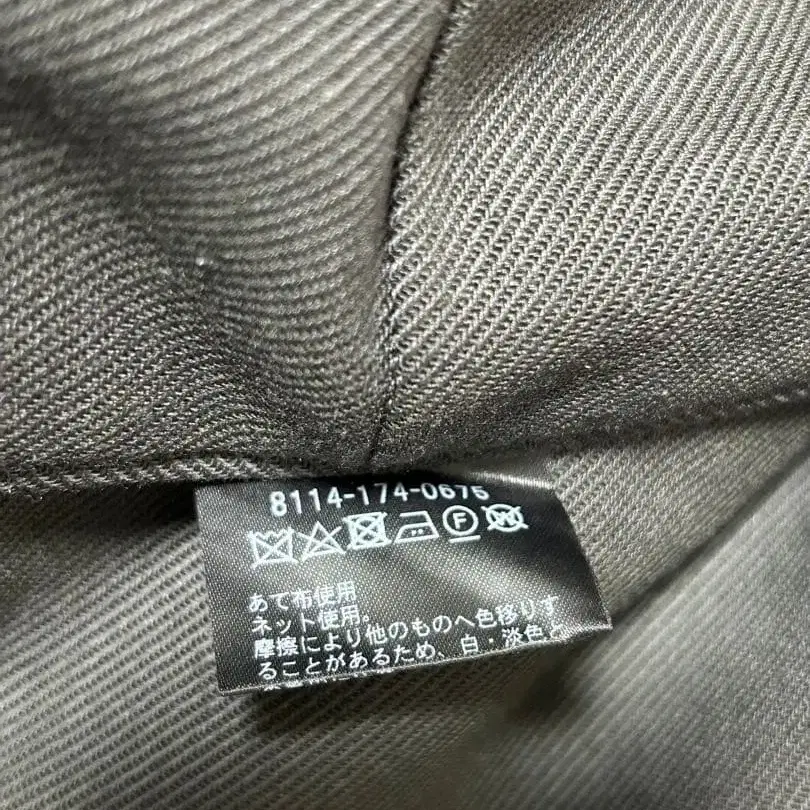 8114-174-0676
F W
あて布使用
ネット使用。
摩擦により他のものへ色移りす
ることがあるため、白・淡色と